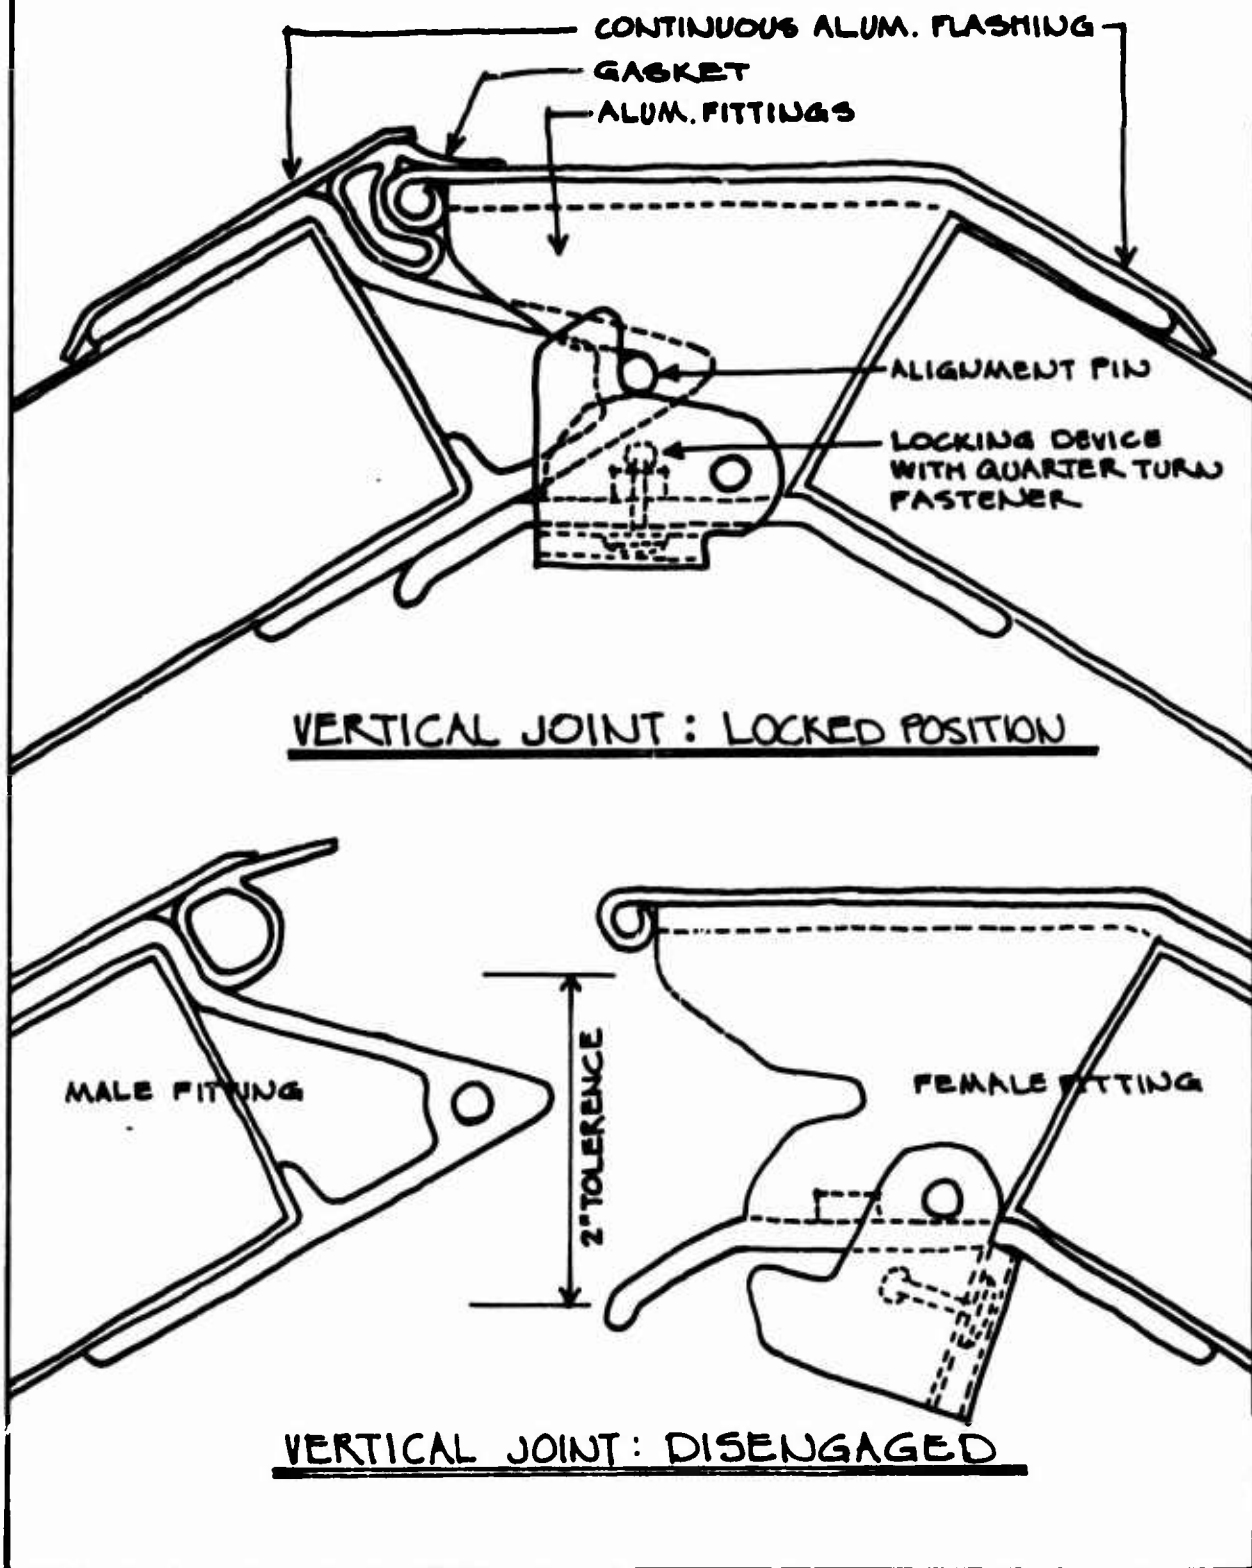 CONTINUOUS ALUM. FLASHING
GASKET
ALUM. FITTINGS
ALIGNMENT PIN
LOCKING DEVICE
WITH QUARTER TURN
FASTENER
VERTICAL JOINT : LOCKED POSITION
MALE FITTING
2" TOLERENCE
FEMALE FITTING
VERTICAL JOINT : DISENGAGED